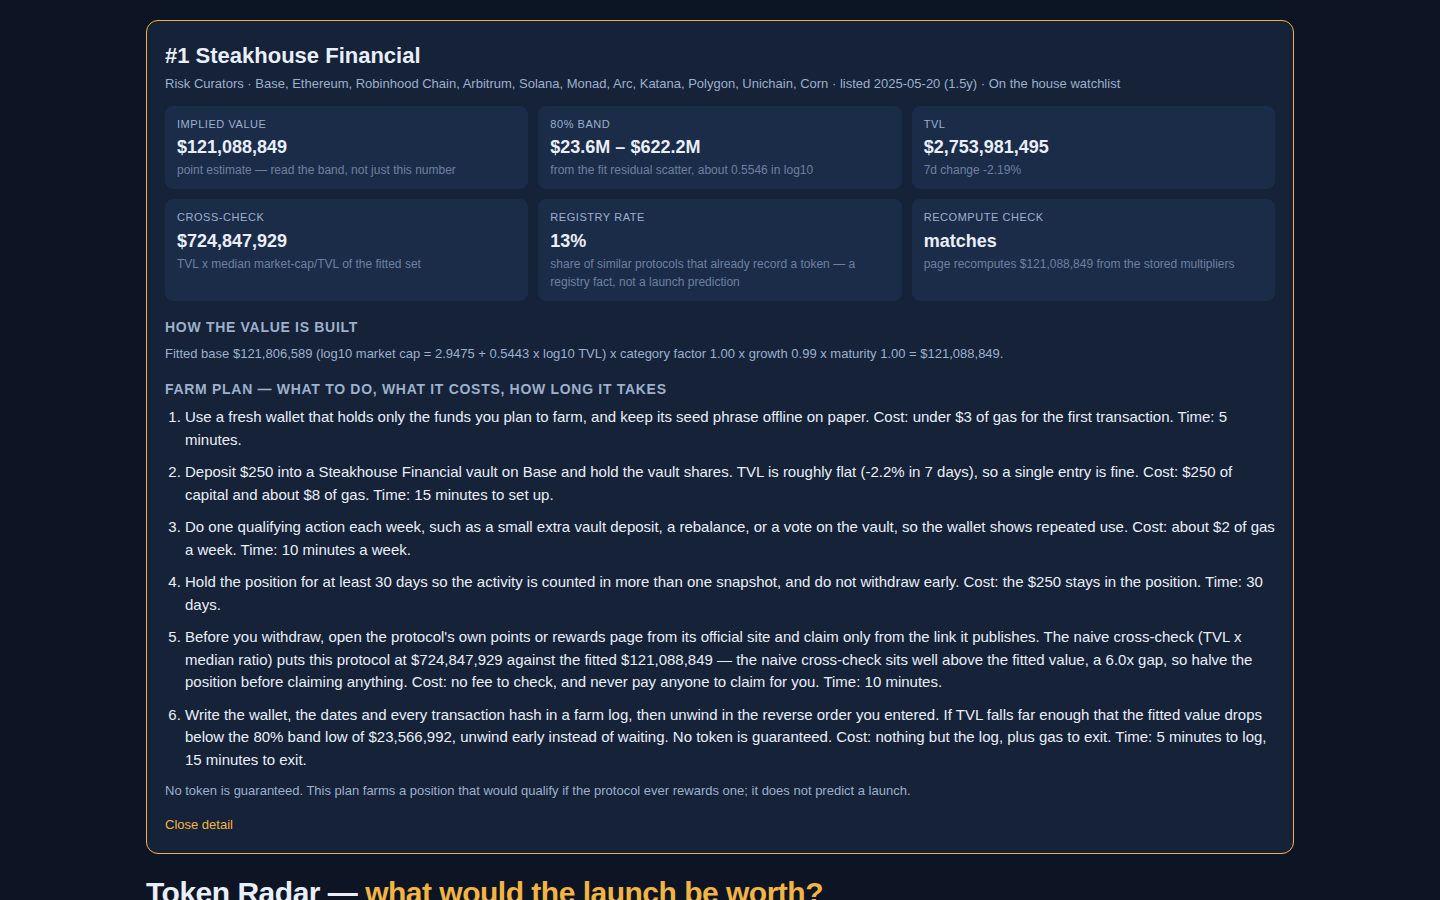 #1 Steakhouse Financial
Risk Curators · Base, Ethereum, Robinhood Chain, Arbitrum, Solana, Monad, Arc, Katana, Polygon, Unichain, Corn · listed 2025-05-20 (1.5y) · On the house watchlist
IMPLIED VALUE
$121,088,849
point estimate — read the band, not just this number
80% BAND
$23.6M – $622.2M
from the fit residual scatter, about 0.5546 in log10
TVL
$2,753,981,495
7d change -2.19%
CROSS-CHECK
$724,847,929
TVL x median market-cap/TVL of the fitted set
REGISTRY RATE
13%
share of similar protocols that already record a token — a
registry fact, not a launch prediction
RECOMPUTE CHECK
matches
page recomputes $121,088,849 from the stored multipliers
HOW THE VALUE IS BUILT
Fitted base $121,806,589 (log10 market cap = 2.9475 + 0.5443 x log10 TVL) x category factor 1.00 x growth 0.99 x maturity 1.00 = $121,088,849.
FARM PLAN — WHAT TO DO, WHAT IT COSTS, HOW LONG IT TAKES
1. Use a fresh wallet that holds only the funds you plan to farm, and keep its seed phrase offline on paper. Cost: under $3 of gas for the first transaction. Time: 5
minutes.
2. Deposit $250 into a Steakhouse Financial vault on Base and hold the vault shares. TVL is roughly flat (-2.2% in 7 days), so a single entry is fine. Cost: $250 of
capital and about $8 of gas. Time: 15 minutes to set up.
3. Do one qualifying action each week, such as a small extra vault deposit, a rebalance, or a vote on the vault, so the wallet shows repeated use. Cost: about $2 of gas
a week. Time: 10 minutes a week.
4. Hold the position for at least 30 days so the activity is counted in more than one snapshot, and do not withdraw early. Cost: the $250 stays in the position. Time: 30
days.
5. Before you withdraw, open the protocol's own points or rewards page from its official site and claim only from the link it publishes. The naive cross-check (TVL x
median ratio) puts this protocol at $724,847,929 against the fitted $121,088,849 — the naive cross-check sits well above the fitted value, a 6.0x gap, so halve the
position before claiming anything. Cost: no fee to check, and never pay anyone to claim for you. Time: 10 minutes.
6. Write the wallet, the dates and every transaction hash in a farm log, then unwind in the reverse order you entered. If TVL falls far enough that the fitted value drops
below the 80% band low of $23,566,992, unwind early instead of waiting. No token is guaranteed. Cost: nothing but the log, plus gas to exit. Time: 5 minutes to log,
15 minutes to exit.
No token is guaranteed. This plan farms a position that would qualify if the protocol ever rewards one; it does not predict a launch.
Close detail
Token Radar — what would the launch be worth?